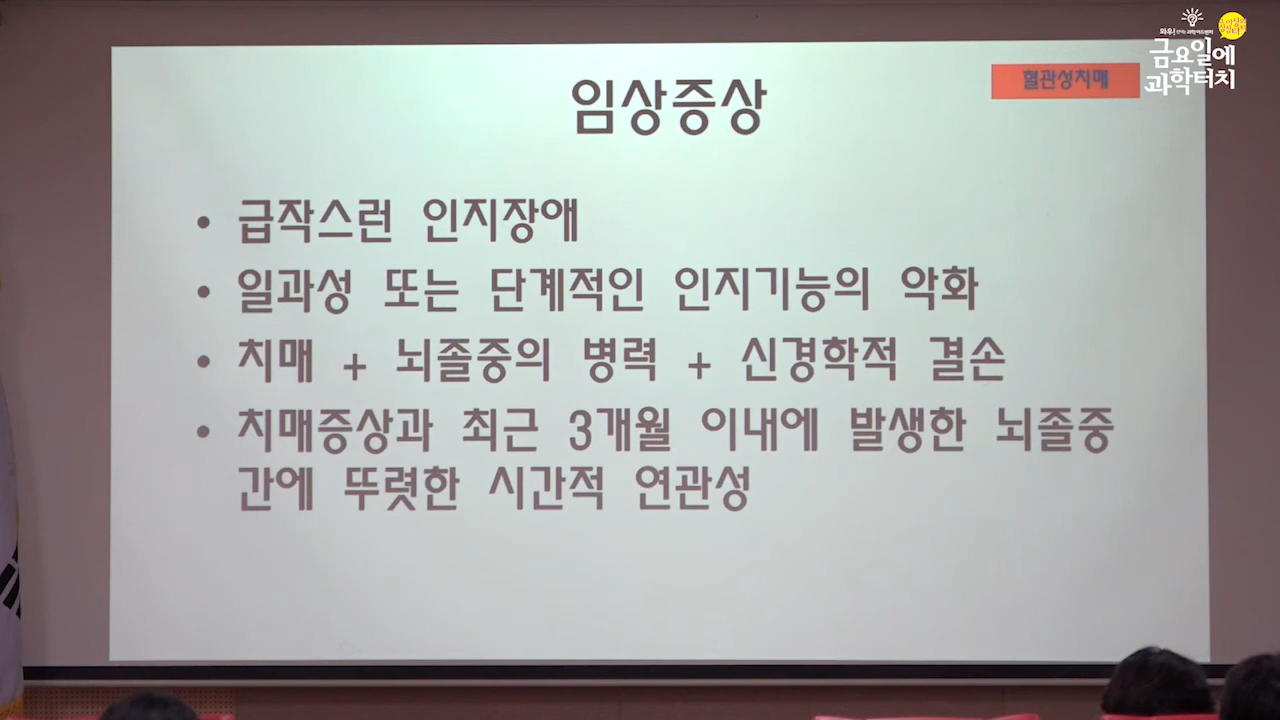 금요일에
과학터치
혈관성치매
임상증상
• 급작스런 인지장애
• 일과성 또는 단계적인 인지기능의 악화
• 치매 + 뇌졸중의 병력 + 신경학적 결손
• 치매증상과 최근 3개월 이내에 발생한 뇌졸중
간에 뚜렷한 시간적 연관성